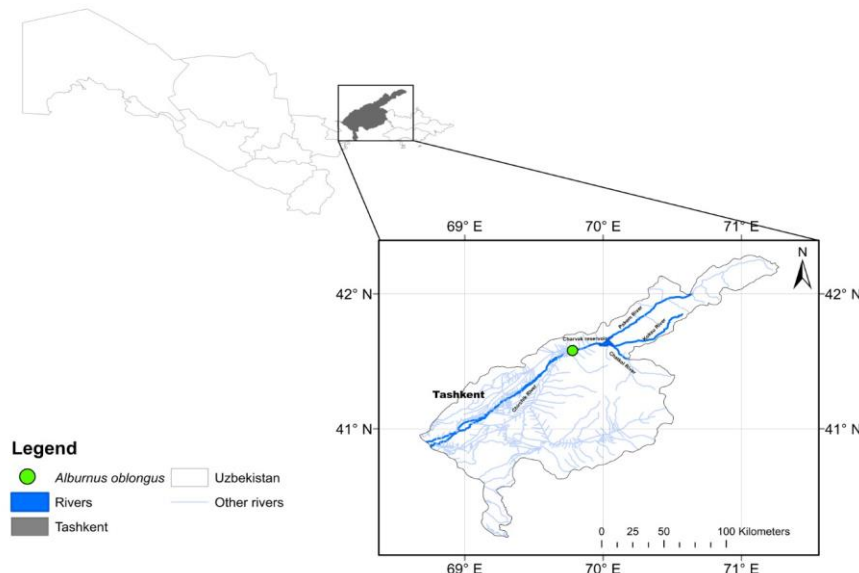 69° E 70° E 71° E
N
42° N 42° N
Pskem River
Charvak reservoir
Chatkal River
Tashkent
Chirchik River
41° N 41° N
Legend
Alburnus oblongus Uzbekistan
Rivers Other rivers
Tashkent
0 25 50 100 Kilometers
69° E 70° E 71° E